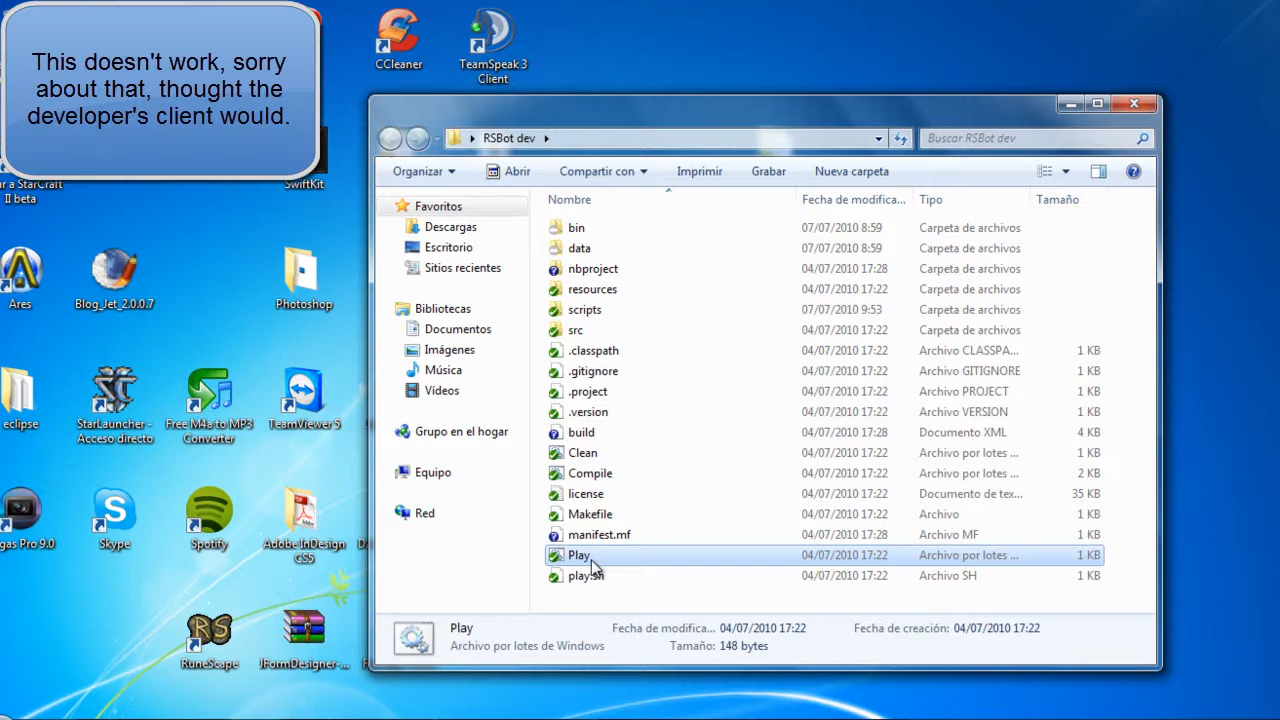 This doesn't work, sorry
about that, thought the
developer's client would.
CCleaner
TeamSpeak 3
Client
ar a StarCraft
II beta
SwiftKit
Ares
Blog_Jet_2.0.0.7
Photoshop
eclipse
StarLauncher -
Acceso directo
Free M4a to MP3
Converter
TeamViewer 5
gas Pro 9.0
Skype
Spotify
Adobe InDesign
CS5
RS
RuneScape
JFormDesigner-...
RSBot dev
Buscar RSBot dev
Organizar Abrir Compartir con Imprimir Grabar Nueva carpeta
Nombre Fecha de modifica... Tipo Tamaño
Favoritos
Descargas
Escritorio
Sitios recientes
Bibliotecas
Documentos
Imágenes
Música
Vídeos
Grupo en el hogar
Equipo
Red
bin 07/07/2010 8:59 Carpeta de archivos
data 07/07/2010 8:59 Carpeta de archivos
nbproject 04/07/2010 17:28 Carpeta de archivos
resources 04/07/2010 17:22 Carpeta de archivos
scripts 07/07/2010 9:53 Carpeta de archivos
src 04/07/2010 17:22 Carpeta de archivos
.classpath 04/07/2010 17:22 Archivo CLASSPA... 1 KB
.gitignore 04/07/2010 17:22 Archivo GITIGNORE 1 KB
.project 04/07/2010 17:22 Archivo PROJECT 1 KB
.version 04/07/2010 17:22 Archivo VERSION 1 KB
build 04/07/2010 17:28 Documento XML 4 KB
Clean 04/07/2010 17:22 Archivo por lotes ... 1 KB
Compile 04/07/2010 17:22 Archivo por lotes ... 2 KB
license 04/07/2010 17:22 Documento de tex... 35 KB
Makefile 04/07/2010 17:22 Archivo 1 KB
manifest.mf 04/07/2010 17:28 Archivo MF 1 KB
Play 04/07/2010 17:22 Archivo por lotes ... 1 KB
play.sh 04/07/2010 17:22 Archivo SH 1 KB
Play Fecha de modifica... 04/07/2010 17:22 Fecha de creación: 04/07/2010 17:22
Archivo por lotes de Windows Tamaño: 148 bytes